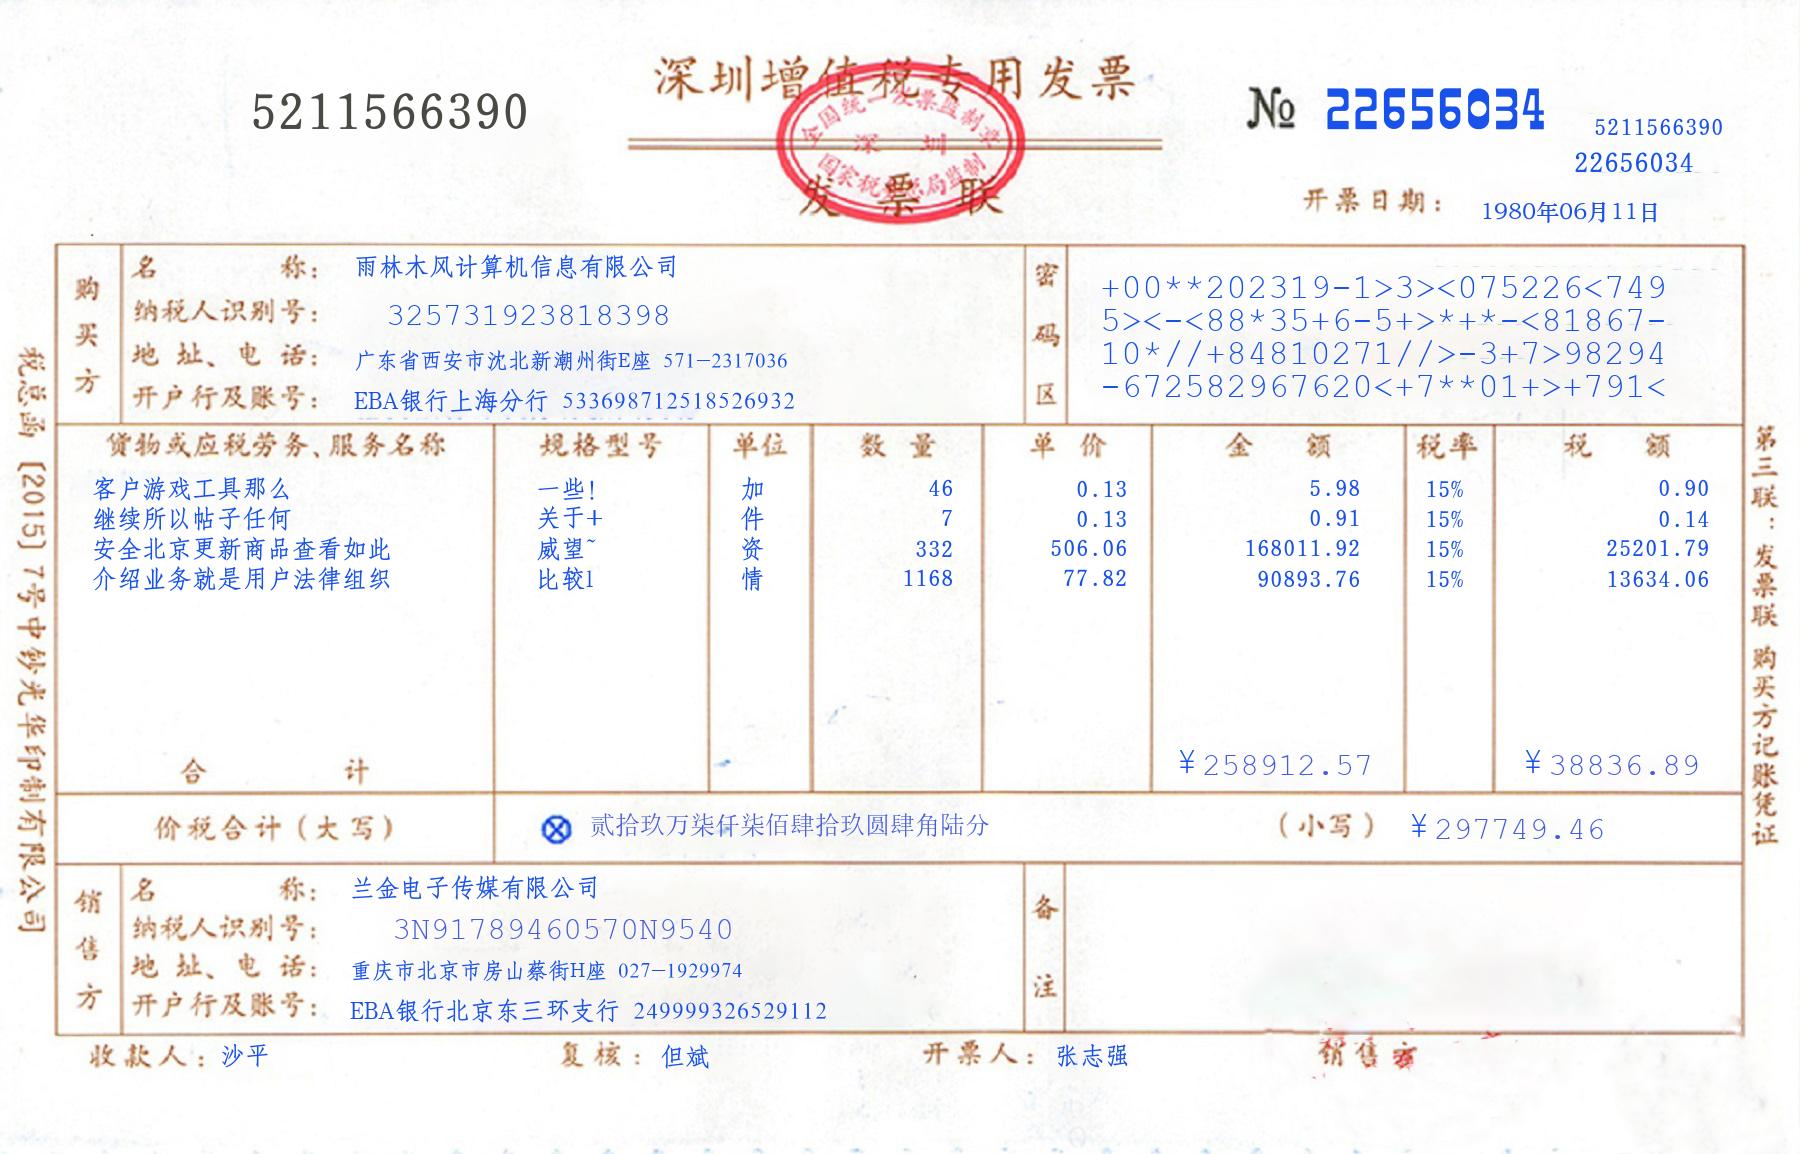 深圳增值税专用发票
5211566390
No 22656034
5211566390
22656034
全国统一发票监制章
深 圳
国家税务总局监制
发 票 联
开票日期: 1980年06月11日
购买方
名 称: 雨林木风计算机信息有限公司
纳税人识别号: 325731923818398
地 址、电 话: 广东省西安市沈北新潮州街E座 571-2317036
开户行及账号: EBA银行上海分行 533698712518526932
密码区
+00**202319-1>3><075226<749
5><-<88*35+6-5+>*+*-<81867-
10*//+84810271//>-3+7>98294
-672582967620<+7**01+>+791<
货物或应税劳务、服务名称 规格型号 单位 数 量 单 价 金 额 税率 税 额
客户游戏工具那么 一些! 加 46 0.13 5.98 15% 0.90
继续所以帖子任何 关于+ 件 7 0.13 0.91 15% 0.14
安全北京更新商品查看如此 威望~ 资 332 506.06 168011.92 15% 25201.79
介绍业务就是用户法律组织 比较1 情 1168 77.82 90893.76 15% 13634.06
合 计 ¥258912.57 ¥38836.89
价税合计(大写) ⊗ 贰拾玖万柒仟柒佰肆拾玖圆肆角陆分 (小写) ¥297749.46
销售方
名 称: 兰金电子传媒有限公司
纳税人识别号: 3N91789460570N9540
地 址、电 话: 重庆市北京市房山蔡街H座 027-1929974
开户行及账号: EBA银行北京东三环支行 249999326529112
备注
收款人: 沙平 复核: 但斌 开票人: 张志强 销售方
税总函 [2015] 7号中钞光华印制有限公司
第三联: 发票联 购买方记账凭证